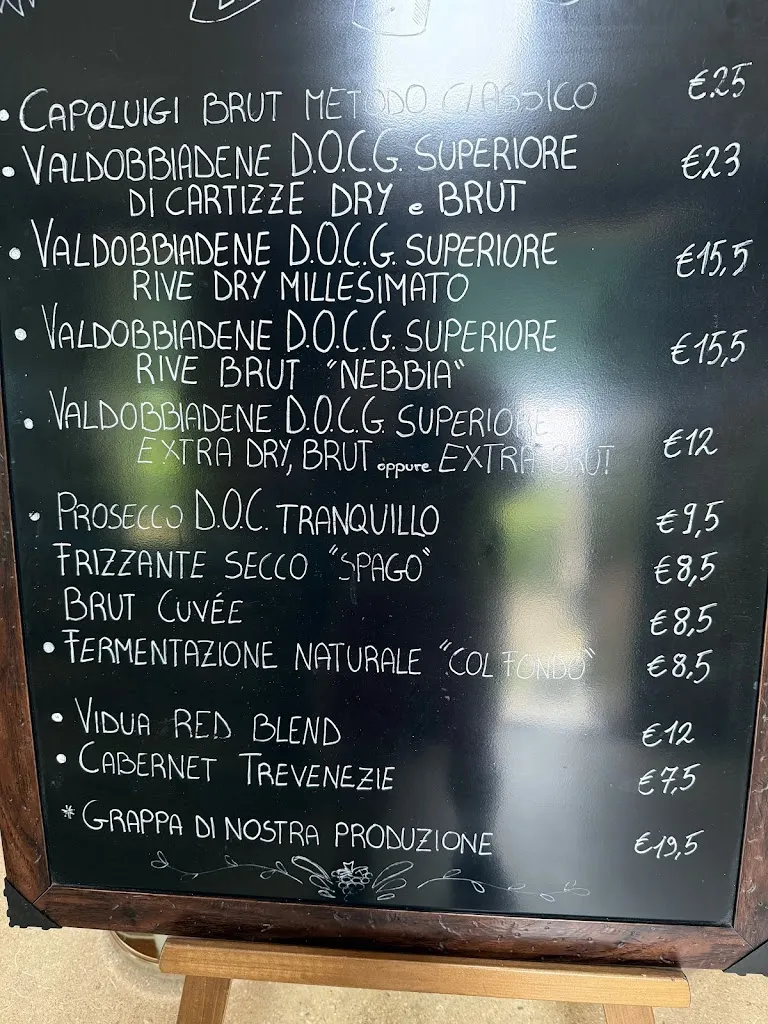 • CAPOLUIGI BRUT METODO CLASSICO €25
• VALDOBBIADENE D.O.C.G. SUPERIORE €23
DI CARTIZZE DRY e BRUT
• VALDOBBIADENE D.O.C.G. SUPERIORE €15,5
RIVE DRY MILLESIMATO
• VALDOBBIADENE D.O.C.G. SUPERIORE €15,5
RIVE BRUT "NEBBIA"
• VALDOBBIADENE D.O.C.G. SUPERIORE €12
EXTRA DRY, BRUT oppure EXTRA BRUT
• PROSECCO D.O.C. TRANQUILLO €9,5
FRIZZANTE SECCO "SPAGO" €8,5
BRUT CUVÉE €8,5
• FERMENTAZIONE NATURALE "COL FONDO" €8,5
• VIDUA RED BLEND €12
• CABERNET TREVENEZIE €7,5
* GRAPPA DI NOSTRA PRODUZIONE €19,5